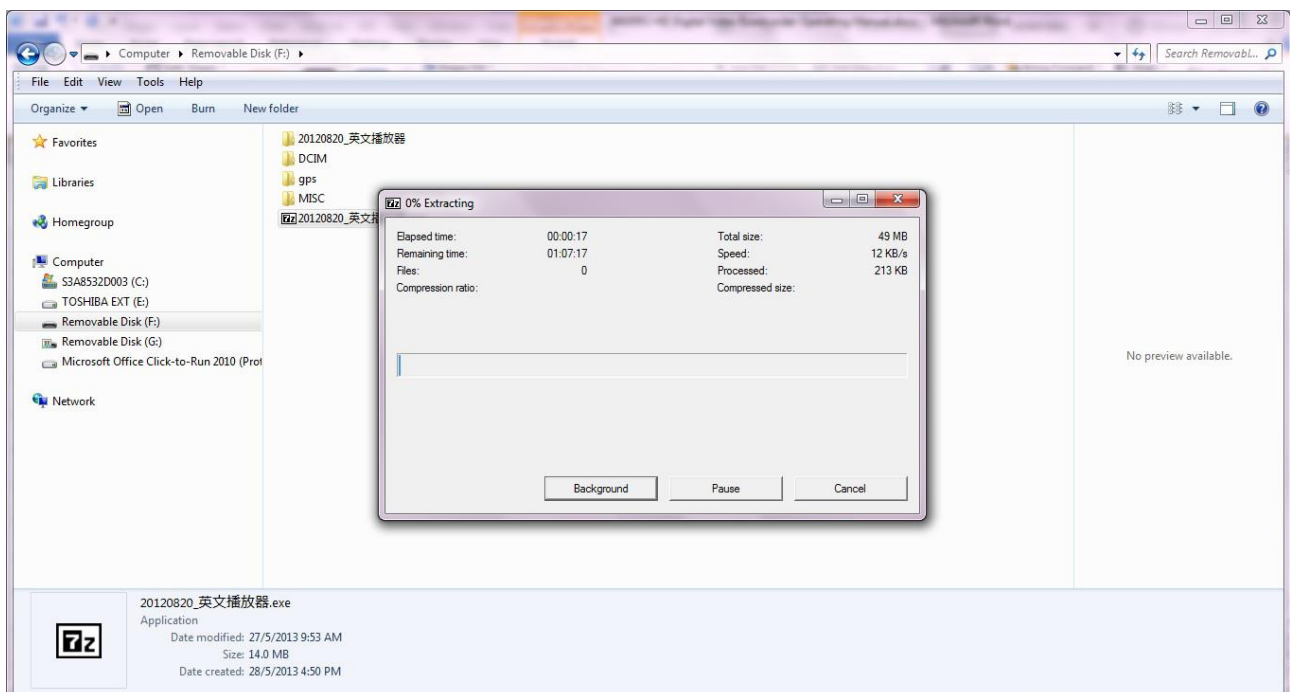 Computer ▸ Removable Disk (F:) ▸
Search Removabl...
File Edit View Tools Help
Organize Open Burn New folder
Favorites
Libraries
Homegroup
Computer
S3A8532D003 (C:)
TOSHIBA EXT (E:)
Removable Disk (F:)
Removable Disk (G:)
Microsoft Office Click-to-Run 2010 (Prot
Network
20120820_英文播放器
DCIM
gps
MISC
20120820_英文
7z 0% Extracting
Elapsed time: 00:00:17 Total size: 49 MB
Remaining time: 01:07:17 Speed: 12 KB/s
Files: 0 Processed: 213 KB
Compression ratio: Compressed size:
Background Pause Cancel
No preview available.
7z
20120820_英文播放器.exe
Application
Date modified: 27/5/2013 9:53 AM
Size: 14.0 MB
Date created: 28/5/2013 4:50 PM